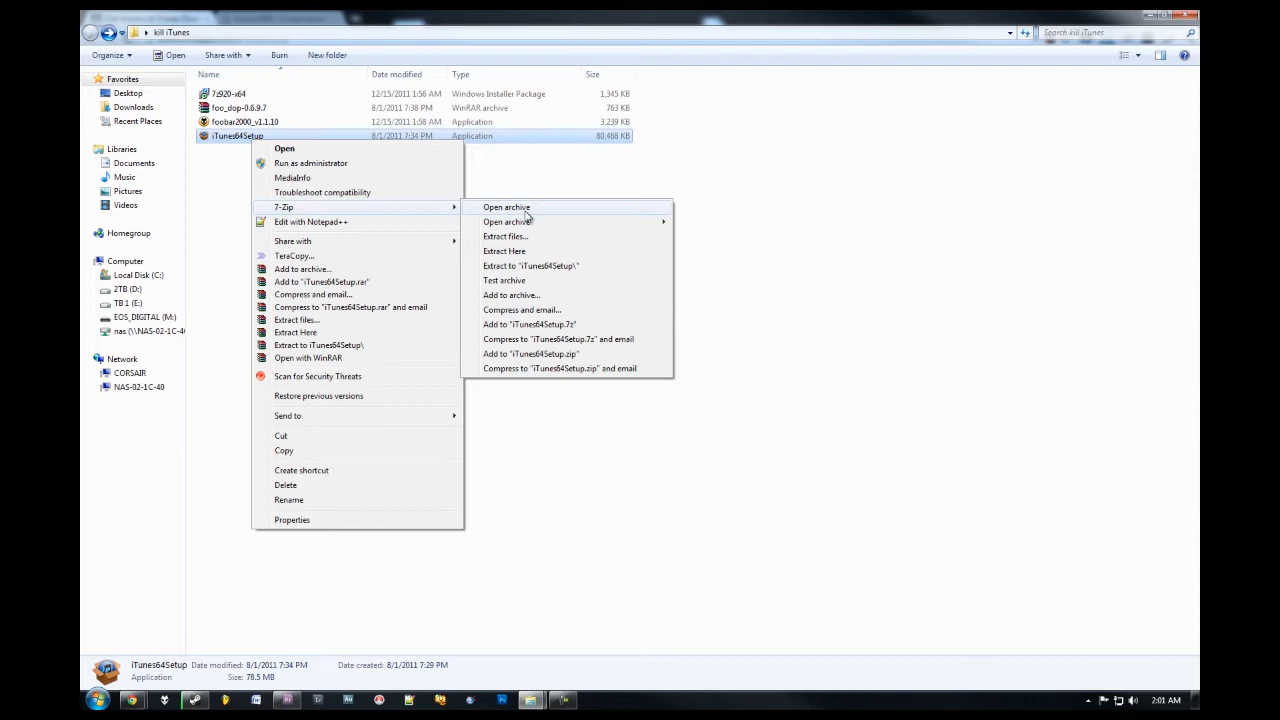 kill iTunes
Search kill iTunes
Organize
Open
Share with
Burn
New folder
Name
Date modified
Type
Size
Favorites
Desktop
Downloads
Recent Places
Libraries
Documents
Music
Pictures
Videos
Homegroup
Computer
Local Disk (C:)
2TB (D:)
TB 1 (E:)
EOS_DIGITAL (M:)
nas (\\NAS-02-1C-40
Network
CORSAIR
NAS-02-1C-40
7z920-x64 12/15/2011 1:56 AM Windows Installer Package 1,345 KB
foo_dop-0.6.9.7 8/1/2011 7:38 PM WinRAR archive 763 KB
foobar2000_v1.1.10 12/15/2011 1:58 AM Application 3,239 KB
iTunes64Setup 8/1/2011 7:34 PM Application 80,468 KB
Open
Run as administrator
MediaInfo
Troubleshoot compatibility
7-Zip
Edit with Notepad++
Share with
TeraCopy...
Add to archive...
Add to "iTunes64Setup.rar"
Compress and email...
Compress to "iTunes64Setup.rar" and email
Extract files...
Extract Here
Extract to iTunes64Setup\
Open with WinRAR
Scan for Security Threats
Restore previous versions
Send to
Cut
Copy
Create shortcut
Delete
Rename
Properties
Open archive
Open archive
Extract files...
Extract Here
Extract to "iTunes64Setup\"
Test archive
Add to archive...
Compress and email...
Add to "iTunes64Setup.7z"
Compress to "iTunes64Setup.7z" and email
Add to "iTunes64Setup.zip"
Compress to "iTunes64Setup.zip" and email
iTunes64Setup Date modified: 8/1/2011 7:34 PM Date created: 8/1/2011 7:29 PM
Application Size: 78.5 MB
2:01 AM